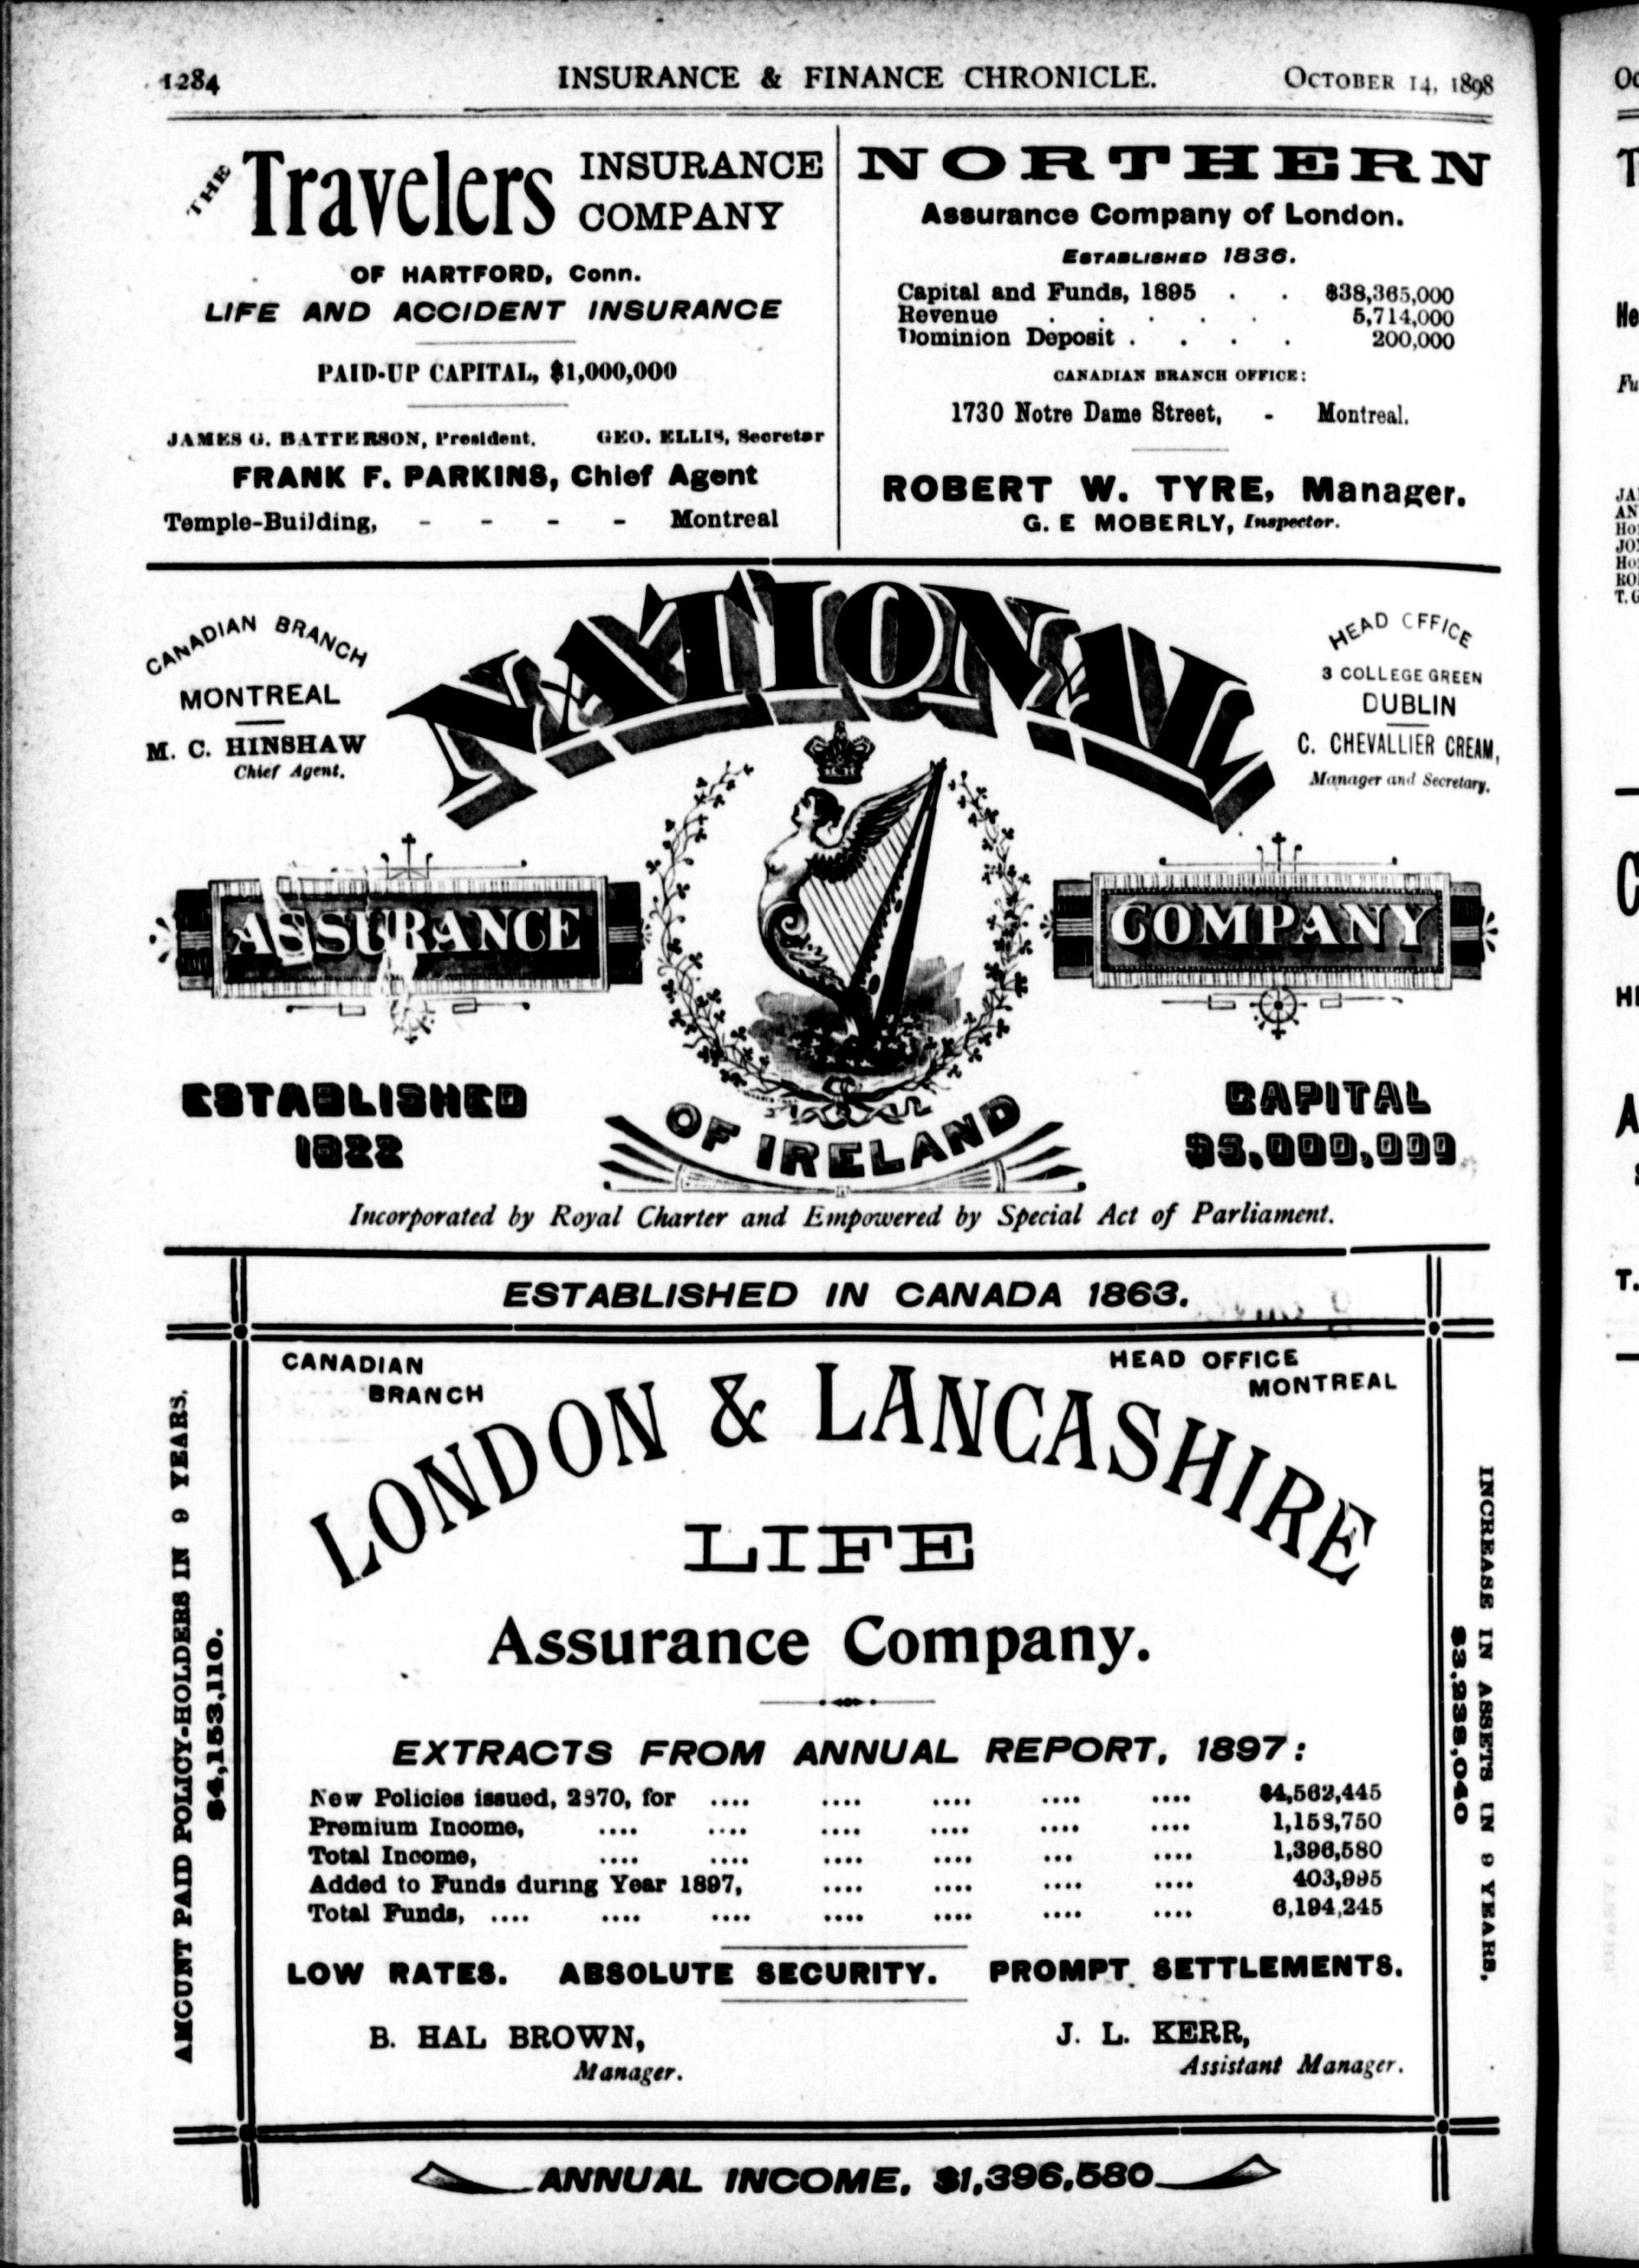 1284 INSURANCE & FINANCE CHRONICLE. OCTOBER 14, 1898
THE Travelers INSURANCE
COMPANY
OF HARTFORD, Conn.
LIFE AND ACCIDENT INSURANCE
PAID-UP CAPITAL, $1,000,000
JAMES G. BATTERSON, President. GEO. ELLIS, Secretar
FRANK F. PARKINS, Chief Agent
Temple-Building, - - - - Montreal
NORTHERN
Assurance Company of London.
ESTABLISHED 1836.
Capital and Funds, 1895 . . $38,365,000
Revenue . . . . . 5,714,000
Dominion Deposit . . . . 200,000
CANADIAN BRANCH OFFICE:
1730 Notre Dame Street, - Montreal.
ROBERT W. TYRE, Manager.
G. E MOBERLY, Inspector.
CANADIAN BRANCH
MONTREAL
M. C. HINSHAW
Chief Agent.
NATIONAL
HEAD OFFICE
3 COLLEGE GREEN
DUBLIN
C. CHEVALLIER CREAM,
Manager and Secretary.
ASSURANCE
COMPANY
ESTABLISHED
1822
OF IRELAND
CAPITAL
$5,000,000
Incorporated by Royal Charter and Empowered by Special Act of Parliament.
ESTABLISHED IN CANADA 1863.
CANADIAN
BRANCH
HEAD OFFICE
MONTREAL
LONDON & LANCASHIRE
LIFE
Assurance Company.
EXTRACTS FROM ANNUAL REPORT, 1897:
New Policies issued, 2870, for .... .... .... .... .... $4,562,445
Premium Income, .... .... .... .... .... .... 1,158,750
Total Income, .... .... .... .... ... .... 1,396,580
Added to Funds during Year 1897, .... .... .... .... 403,995
Total Funds, .... .... .... .... .... .... .... 6,194,245
LOW RATES. ABSOLUTE SECURITY. PROMPT SETTLEMENTS.
B. HAL BROWN,
Manager.
J. L. KERR,
Assistant Manager.
AMOUNT PAID POLICY-HOLDERS IN 9 YEARS.
$4,153,110.
INCREASE IN ASSETS IN 9 YEARS,
$3,288,040
ANNUAL INCOME, $1,396,580